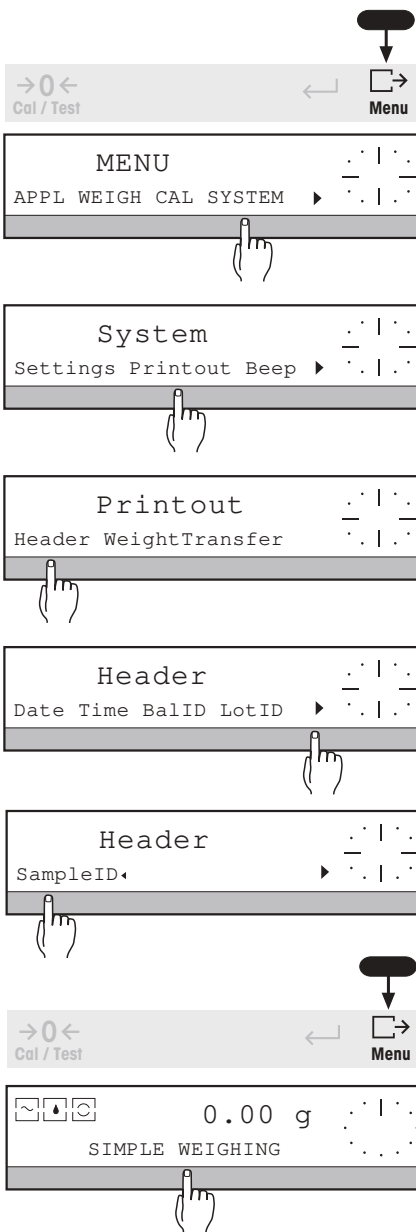 →0← Menu
Cal / Test
MENU
APPL WEIGH CAL SYSTEM
System
Settings Printout Beep
Printout
Header WeightTransfer
Header
Date Time BalID LotID
Header
SampleID
→0← Menu
Cal / Test
0.00 g
SIMPLE WEIGHING